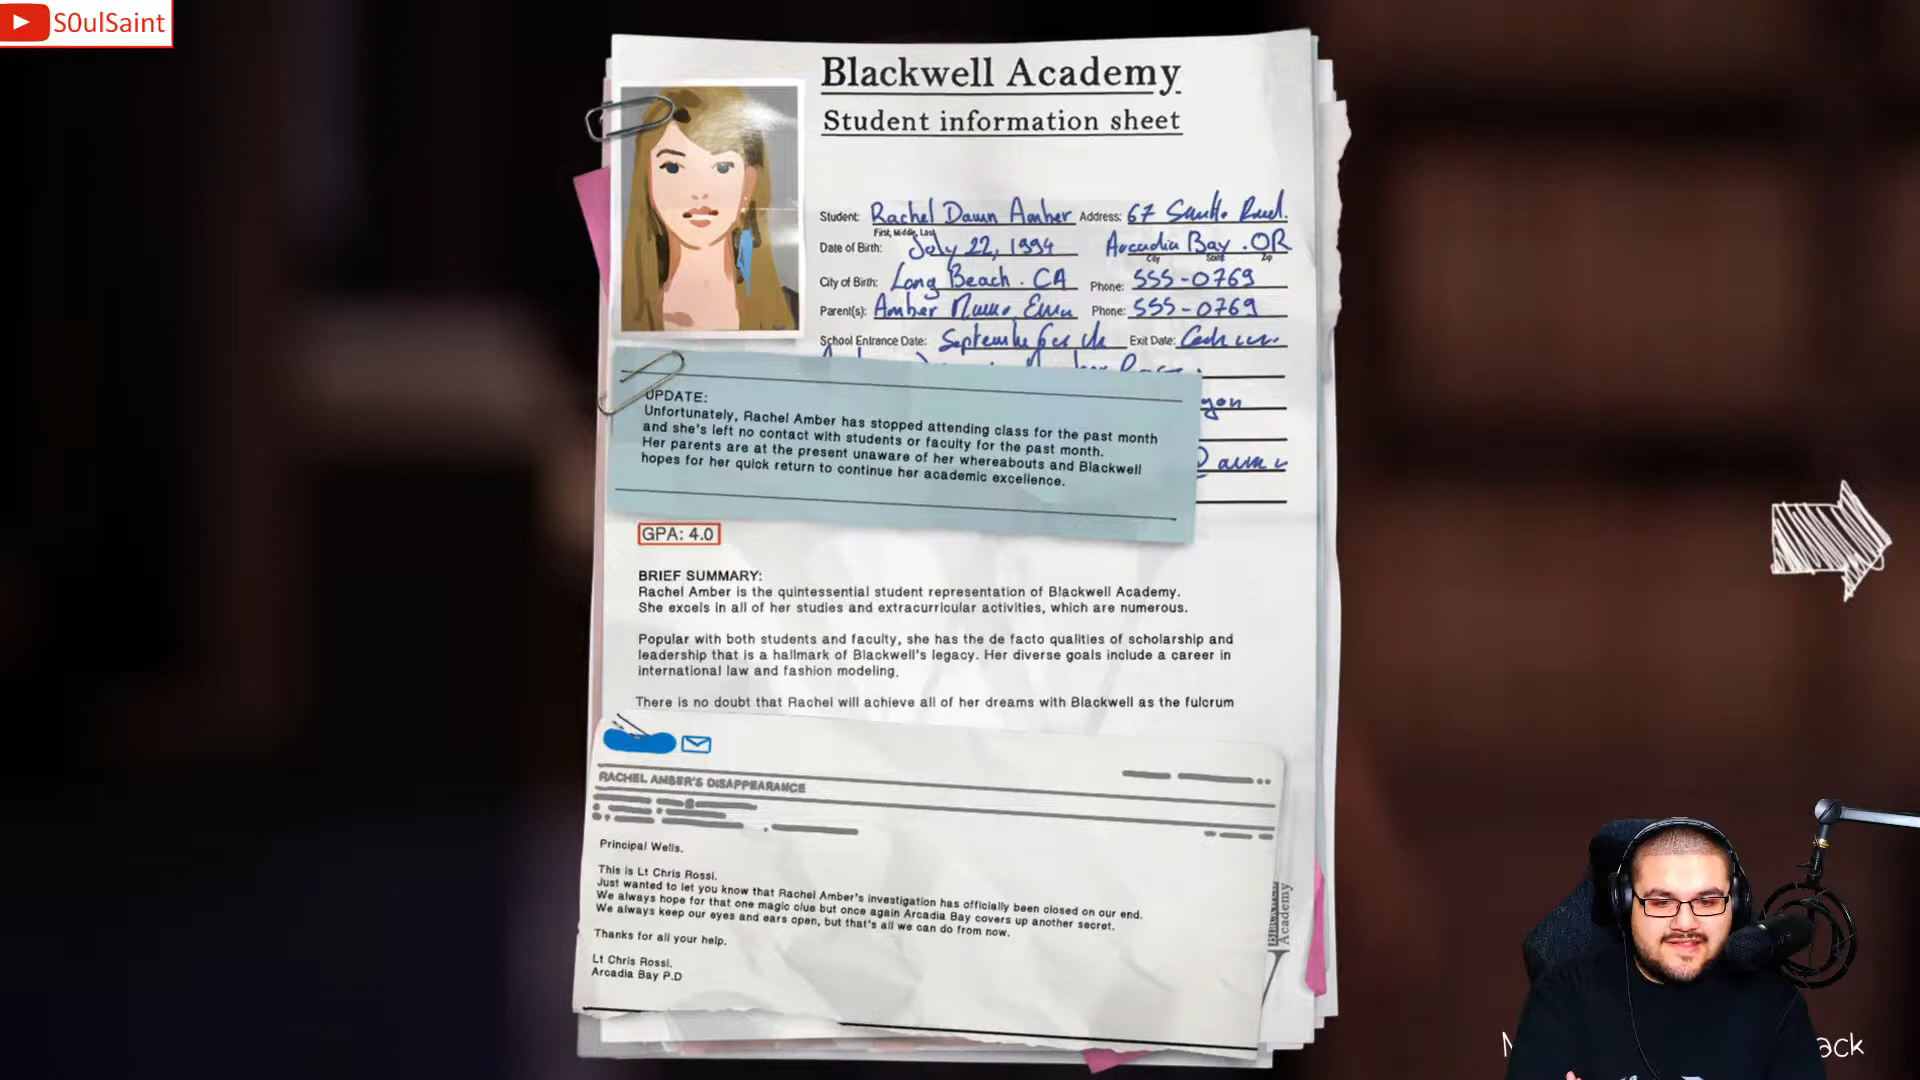 S0ulSaint
Blackwell Academy
Student information sheet
Student: Rachel Dawn Amber Address: 67
First, Middle, Last
Date of Birth: July 22, 1994 Arcadia Bay . OR
City State Zip
City of Birth: Long Beach . CA Phone: 555-0769
Parent(s): Amber Phone: 555-0769
School Entrance Date: Exit Date:
UPDATE:
Unfortunately, Rachel Amber has stopped attending class for the past month
and she's left no contact with students or faculty for the past month.
Her parents are at the present unaware of her whereabouts and Blackwell
hopes for her quick return to continue her academic excellence.
GPA: 4.0
BRIEF SUMMARY:
Rachel Amber is the quintessential student representation of Blackwell Academy.
She excels in all of her studies and extracurricular activities, which are numerous.
Popular with both students and faculty, she has the de facto qualities of scholarship and
leadership that is a hallmark of Blackwell's legacy. Her diverse goals include a career in
international law and fashion modeling.
There is no doubt that Rachel will achieve all of her dreams with Blackwell as the fulcrum
RACHEL AMBER'S DISAPPEARANCE
Principal Wells.
This is Lt Chris Rossi.
Just wanted to let you know that Rachel Amber's investigation has officially been closed on our end.
We always hope for that one magic clue but once again Arcadia Bay covers up another secret.
We always keep our eyes and ears open, but that's all we can do from now.
Thanks for all your help.
Lt Chris Rossi.
Arcadia Bay P.D
Academy